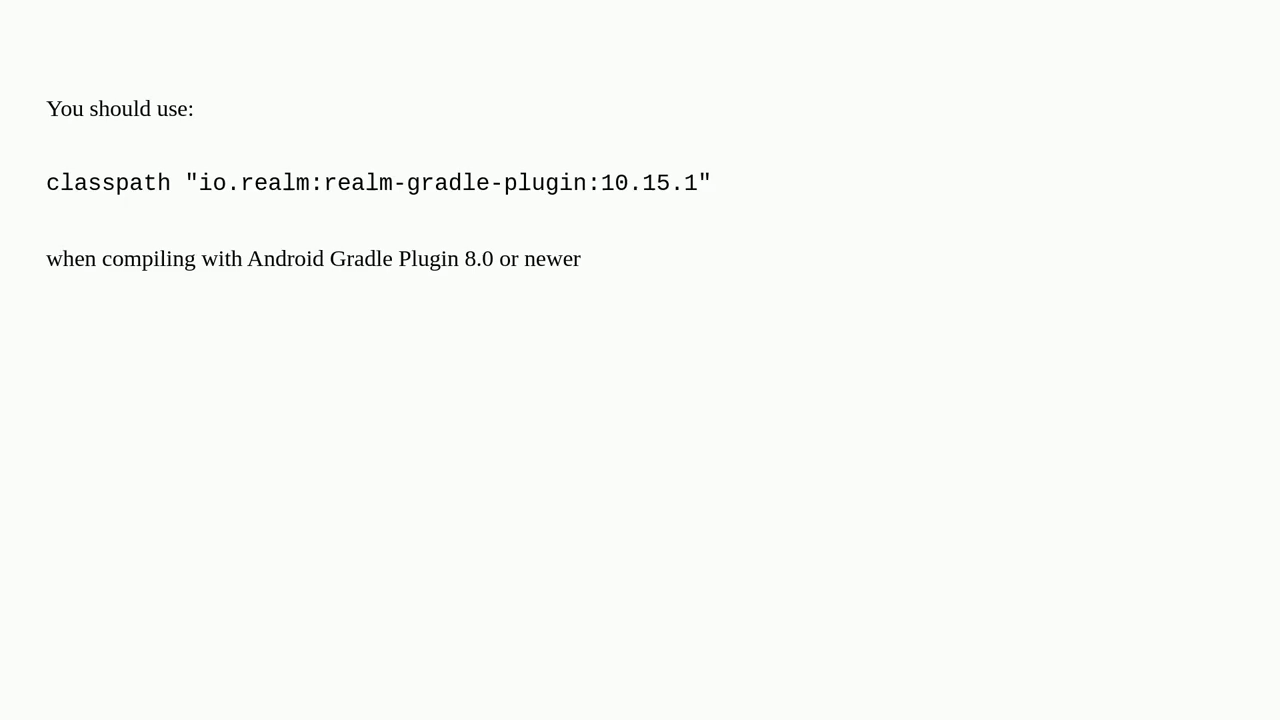 You should use:
classpath "io.realm:realm-gradle-plugin:10.15.1"
when compiling with Android Gradle Plugin 8.0 or newer